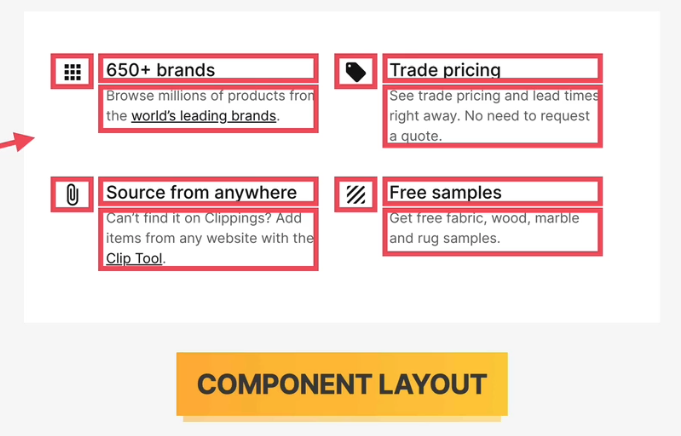 650+ brands
Browse millions of products from
the world's leading brands.
Trade pricing
See trade pricing and lead times
right away. No need to request
a quote.
Source from anywhere
Can't find it on Clippings? Add
items from any website with the
Clip Tool.
Free samples
Get free fabric, wood, marble
and rug samples.
COMPONENT LAYOUT